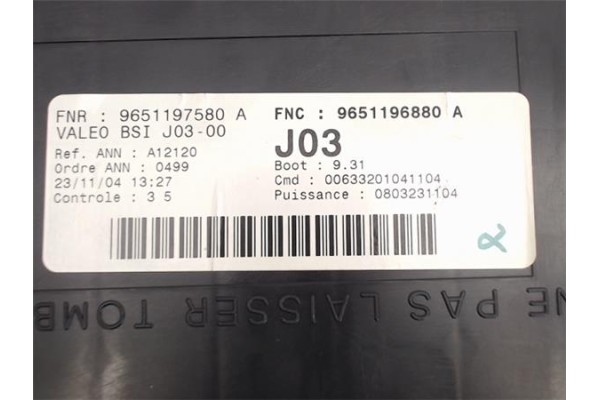 FNR : 9651197580 A
VALEO BSI J03-00
Ref. ANN : A12120
Ordre ANN : 0499
23/11/04 13:27
Controle : 3 5
FNC : 9651196880 A
J03
Boot : 9.31
Cmd : 00633201041104
Puissance : 0803231104
NE PAS LAISSER TOMB